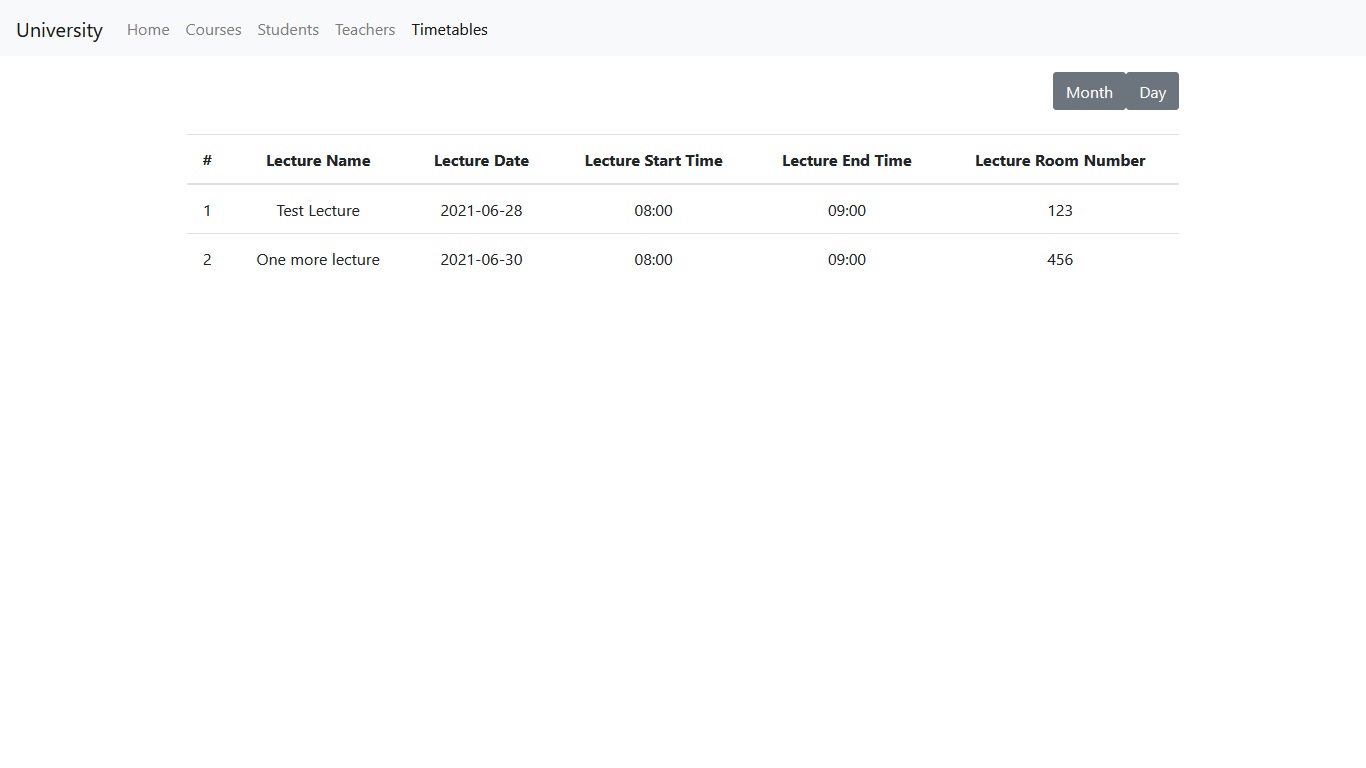 University Home Courses Students Teachers Timetables
Month Day
# Lecture Name Lecture Date Lecture Start Time Lecture End Time Lecture Room Number
1 Test Lecture 2021-06-28 08:00 09:00 123
2 One more lecture 2021-06-30 08:00 09:00 456